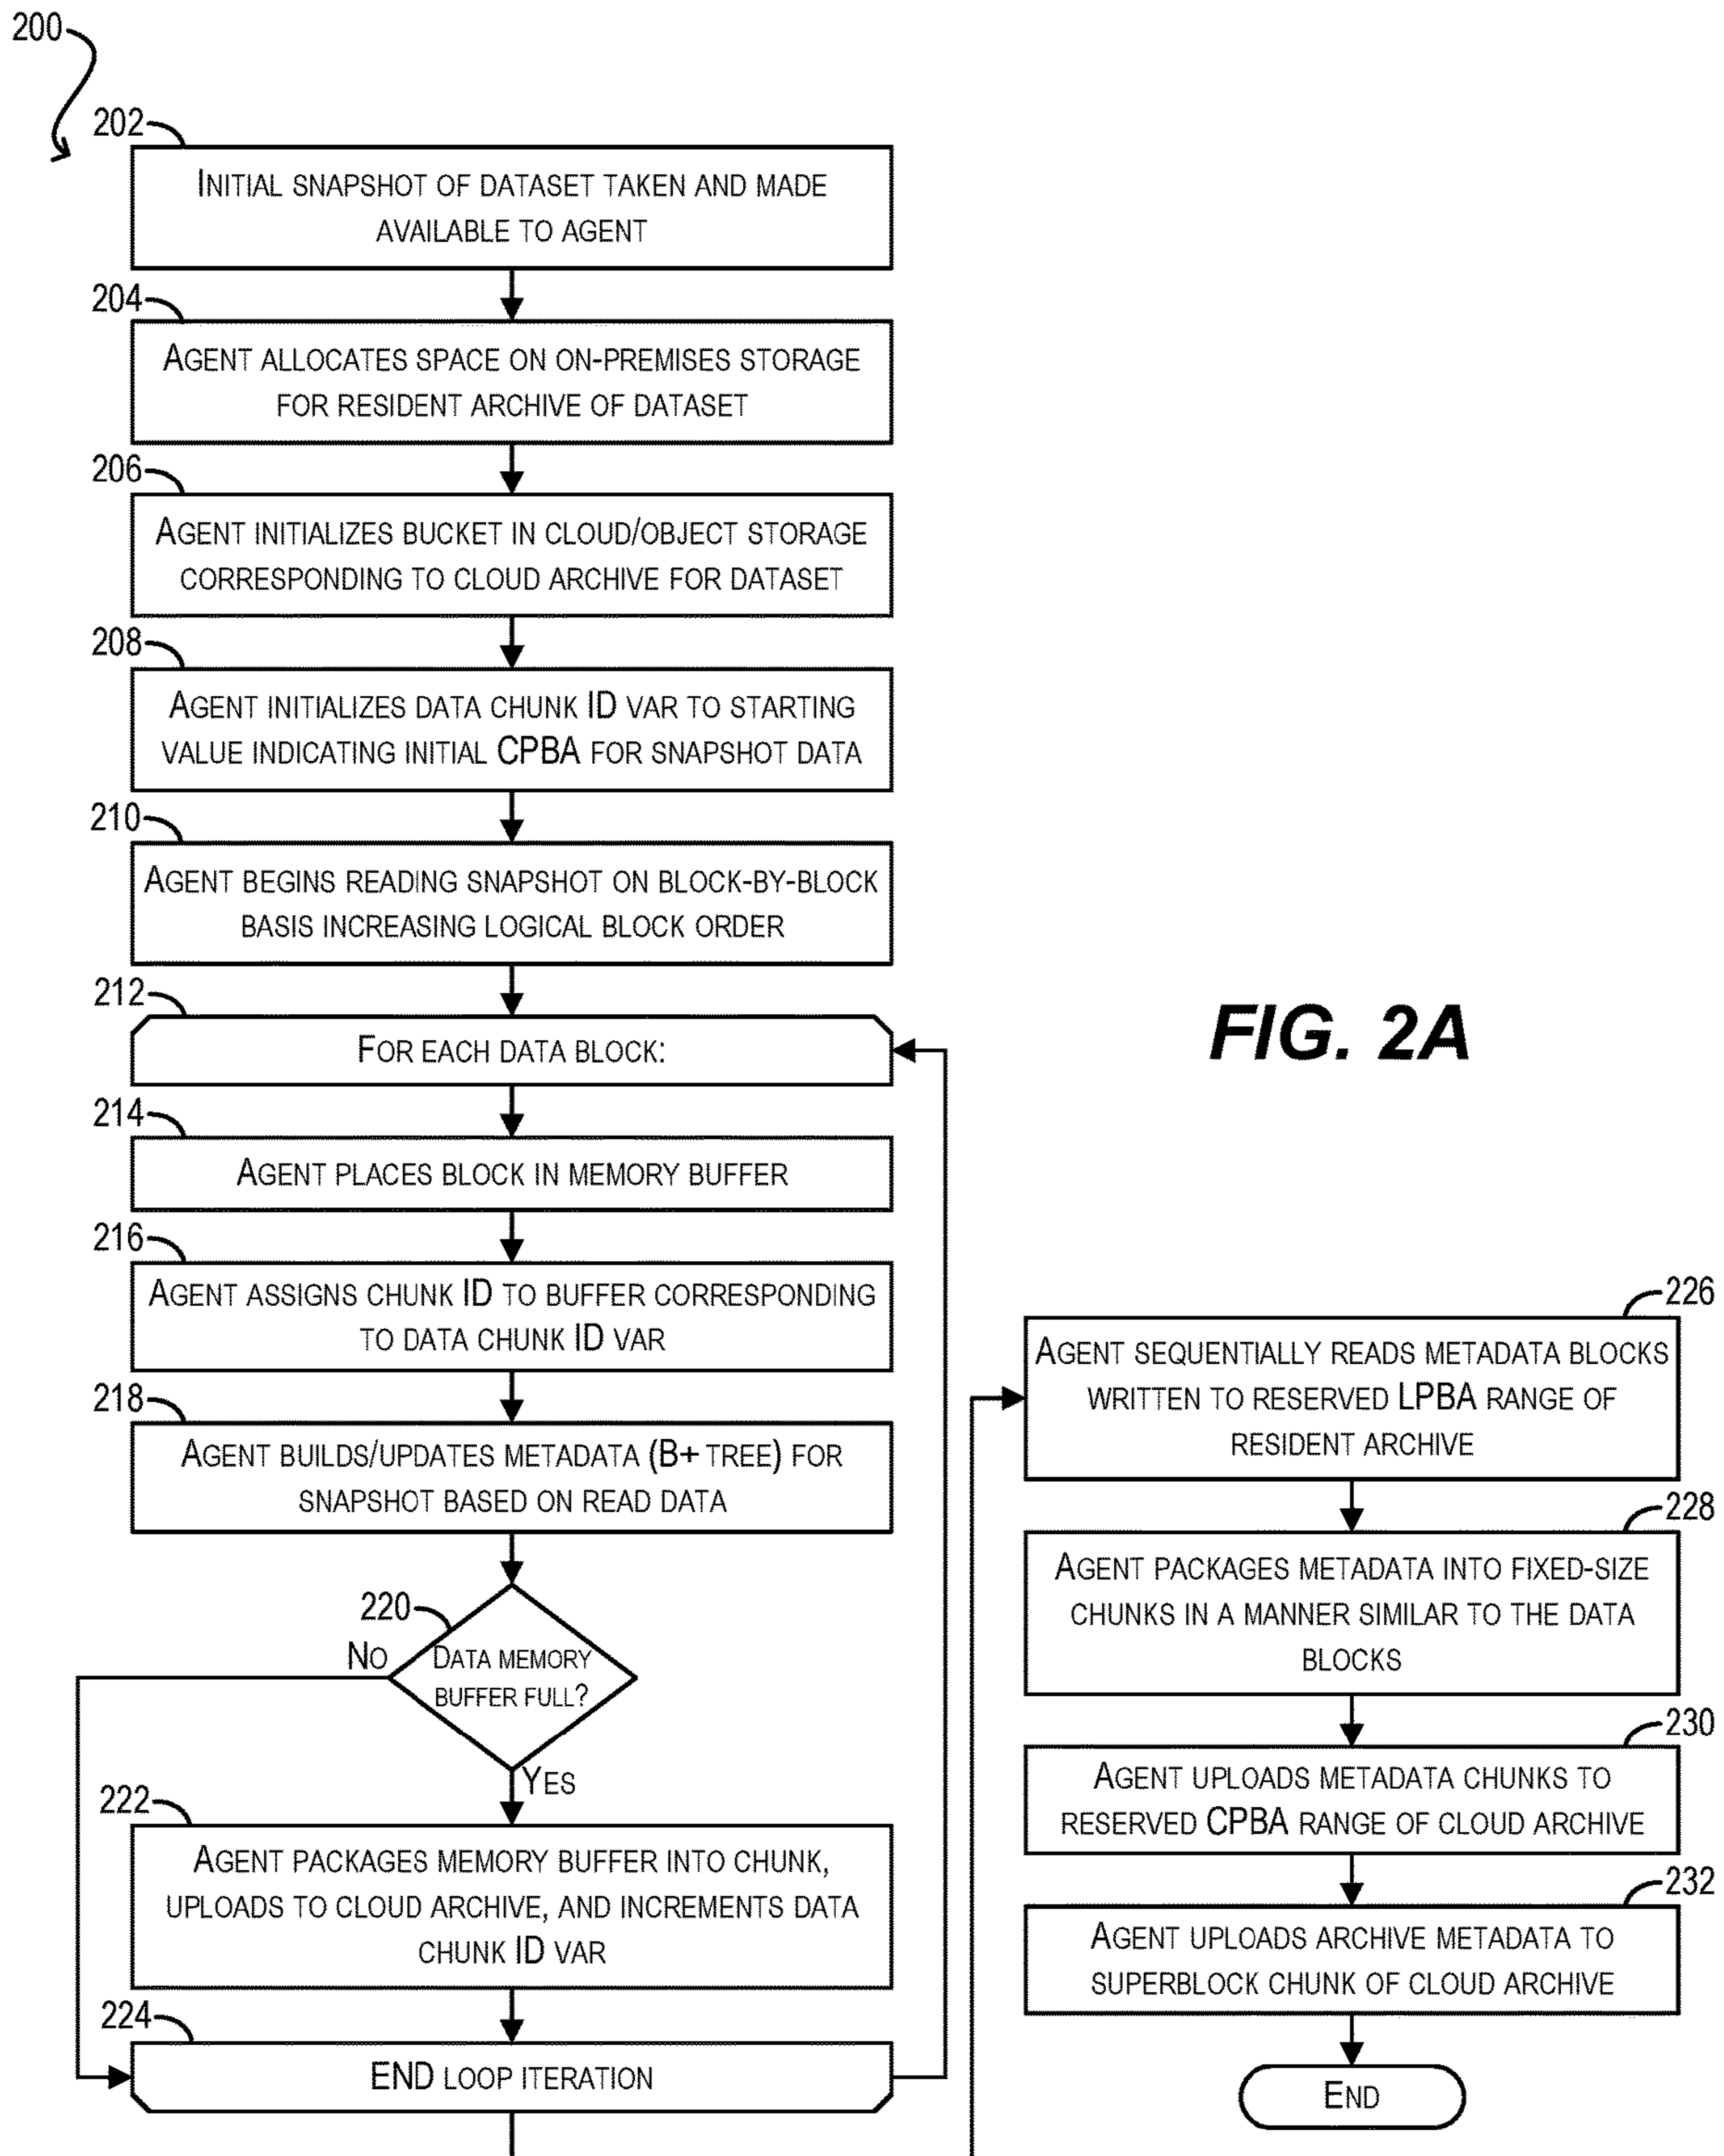 200
202
INITIAL SNAPSHOT OF DATASET TAKEN AND MADE
AVAILABLE TO AGENT
204
AGENT ALLOCATES SPACE ON ON-PREMISES STORAGE
FOR RESIDENT ARCHIVE OF DATASET
206
AGENT INITIALIZES BUCKET IN CLOUD/OBJECT STORAGE
CORRESPONDING TO CLOUD ARCHIVE FOR DATASET
208
AGENT INITIALIZES DATA CHUNK ID VAR TO STARTING
VALUE INDICATING INITIAL CPBA FOR SNAPSHOT DATA
210
AGENT BEGINS READING SNAPSHOT ON BLOCK-BY-BLOCK
BASIS INCREASING LOGICAL BLOCK ORDER
212
FOR EACH DATA BLOCK:
214
AGENT PLACES BLOCK IN MEMORY BUFFER
216
AGENT ASSIGNS CHUNK ID TO BUFFER CORRESPONDING
TO DATA CHUNK ID VAR
218
AGENT BUILDS/UPDATES METADATA (B+ TREE) FOR
SNAPSHOT BASED ON READ DATA
220
NO
DATA MEMORY
BUFFER FULL?
YES
222
AGENT PACKAGES MEMORY BUFFER INTO CHUNK,
UPLOADS TO CLOUD ARCHIVE, AND INCREMENTS DATA
CHUNK ID VAR
224
END LOOP ITERATION
FIG. 2A
226
AGENT SEQUENTIALLY READS METADATA BLOCKS
WRITTEN TO RESERVED LPBA RANGE OF
RESIDENT ARCHIVE
228
AGENT PACKAGES METADATA INTO FIXED-SIZE
CHUNKS IN A MANNER SIMILAR TO THE DATA
BLOCKS
230
AGENT UPLOADS METADATA CHUNKS TO
RESERVED CPBA RANGE OF CLOUD ARCHIVE
232
AGENT UPLOADS ARCHIVE METADATA TO
SUPERBLOCK CHUNK OF CLOUD ARCHIVE
END